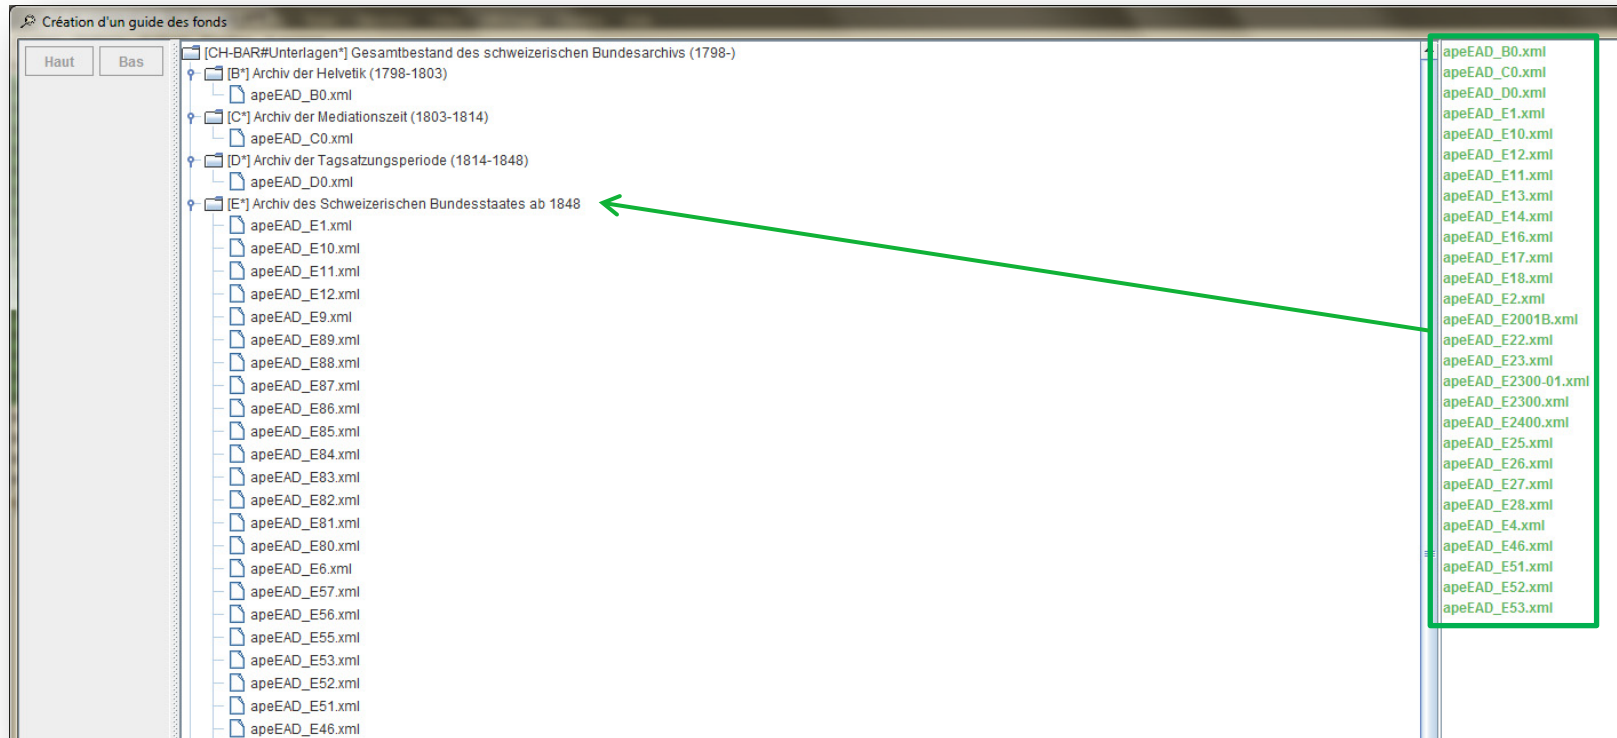 Création d'un guide des fonds
Haut
Bas
[CH-BAR#Unterlagen*] Gesamtbestand des schweizerischen Bundesarchivs (1798-)
[B*] Archiv der Helvetik (1798-1803)
apeEAD_B0.xml
[C*] Archiv der Mediationszeit (1803-1814)
apeEAD_C0.xml
[D*] Archiv der Tagsatzungsperiode (1814-1848)
apeEAD_D0.xml
[E*] Archiv des Schweizerischen Bundesstaates ab 1848
apeEAD_E1.xml
apeEAD_E10.xml
apeEAD_E11.xml
apeEAD_E12.xml
apeEAD_E9.xml
apeEAD_E89.xml
apeEAD_E88.xml
apeEAD_E87.xml
apeEAD_E86.xml
apeEAD_E85.xml
apeEAD_E84.xml
apeEAD_E83.xml
apeEAD_E82.xml
apeEAD_E81.xml
apeEAD_E80.xml
apeEAD_E6.xml
apeEAD_E57.xml
apeEAD_E56.xml
apeEAD_E55.xml
apeEAD_E53.xml
apeEAD_E52.xml
apeEAD_E51.xml
apeEAD_E46.xml
apeEAD_B0.xml
apeEAD_C0.xml
apeEAD_D0.xml
apeEAD_E1.xml
apeEAD_E10.xml
apeEAD_E12.xml
apeEAD_E11.xml
apeEAD_E13.xml
apeEAD_E14.xml
apeEAD_E16.xml
apeEAD_E17.xml
apeEAD_E18.xml
apeEAD_E2.xml
apeEAD_E2001B.xml
apeEAD_E22.xml
apeEAD_E23.xml
apeEAD_E2300-01.xml
apeEAD_E2300.xml
apeEAD_E2400.xml
apeEAD_E25.xml
apeEAD_E26.xml
apeEAD_E27.xml
apeEAD_E28.xml
apeEAD_E4.xml
apeEAD_E46.xml
apeEAD_E51.xml
apeEAD_E52.xml
apeEAD_E53.xml